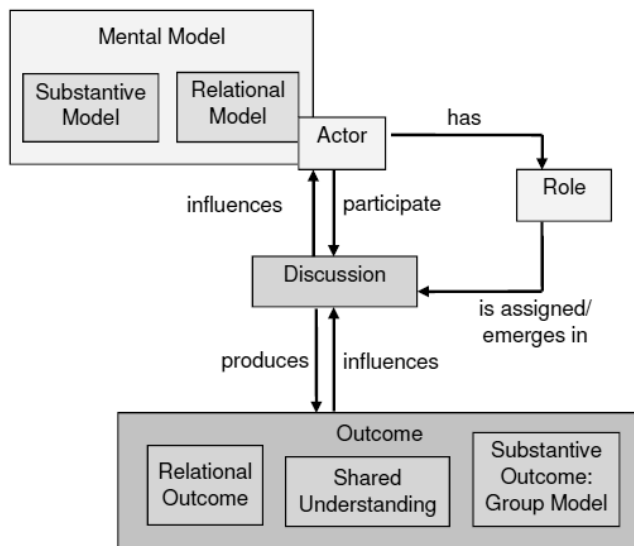 Mental Model
Substantive
Model
Relational
Model
Actor
has
Role
influences
participate
Discussion
is assigned/
emerges in
produces
influences
Outcome
Relational
Outcome
Shared
Understanding
Substantive
Outcome:
Group Model